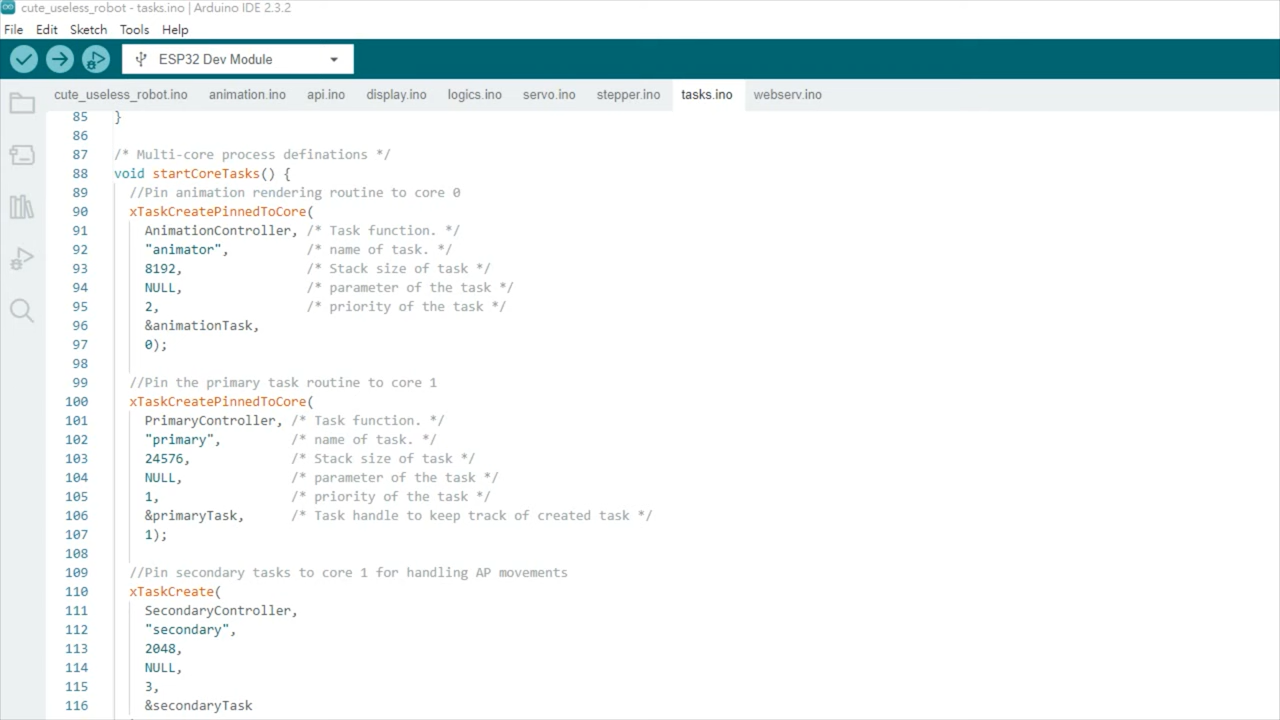 cute_useless_robot - tasks.ino | Arduino IDE 2.3.2
File Edit Sketch Tools Help
ESP32 Dev Module
cute_useless_robot.ino animation.ino api.ino display.ino logics.ino servo.ino stepper.ino tasks.ino webserv.ino
85 }
86
87 /* Multi-core process definations */
88 void startCoreTasks() {
89 //Pin animation rendering routine to core 0
90 xTaskCreatePinnedToCore(
91 AnimationController, /* Task function. */
92 "animator", /* name of task. */
93 8192, /* Stack size of task */
94 NULL, /* parameter of the task */
95 2, /* priority of the task */
96 &animationTask,
97 0);
98
99 //Pin the primary task routine to core 1
100 xTaskCreatePinnedToCore(
101 PrimaryController, /* Task function. */
102 "primary", /* name of task. */
103 24576, /* Stack size of task */
104 NULL, /* parameter of the task */
105 1, /* priority of the task */
106 &primaryTask, /* Task handle to keep track of created task */
107 1);
108
109 //Pin secondary tasks to core 1 for handling AP movements
110 xTaskCreate(
111 SecondaryController,
112 "secondary",
113 2048,
114 NULL,
115 3,
116 &secondaryTask